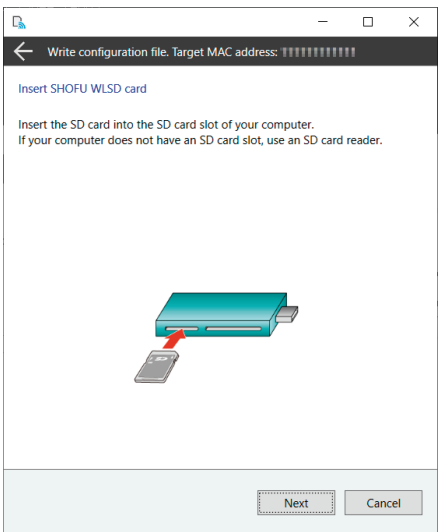 Write configuration file. Target MAC address:
Insert SHOFU WLSD card
Insert the SD card into the SD card slot of your computer.
If your computer does not have an SD card slot, use an SD card reader.
Next
Cancel